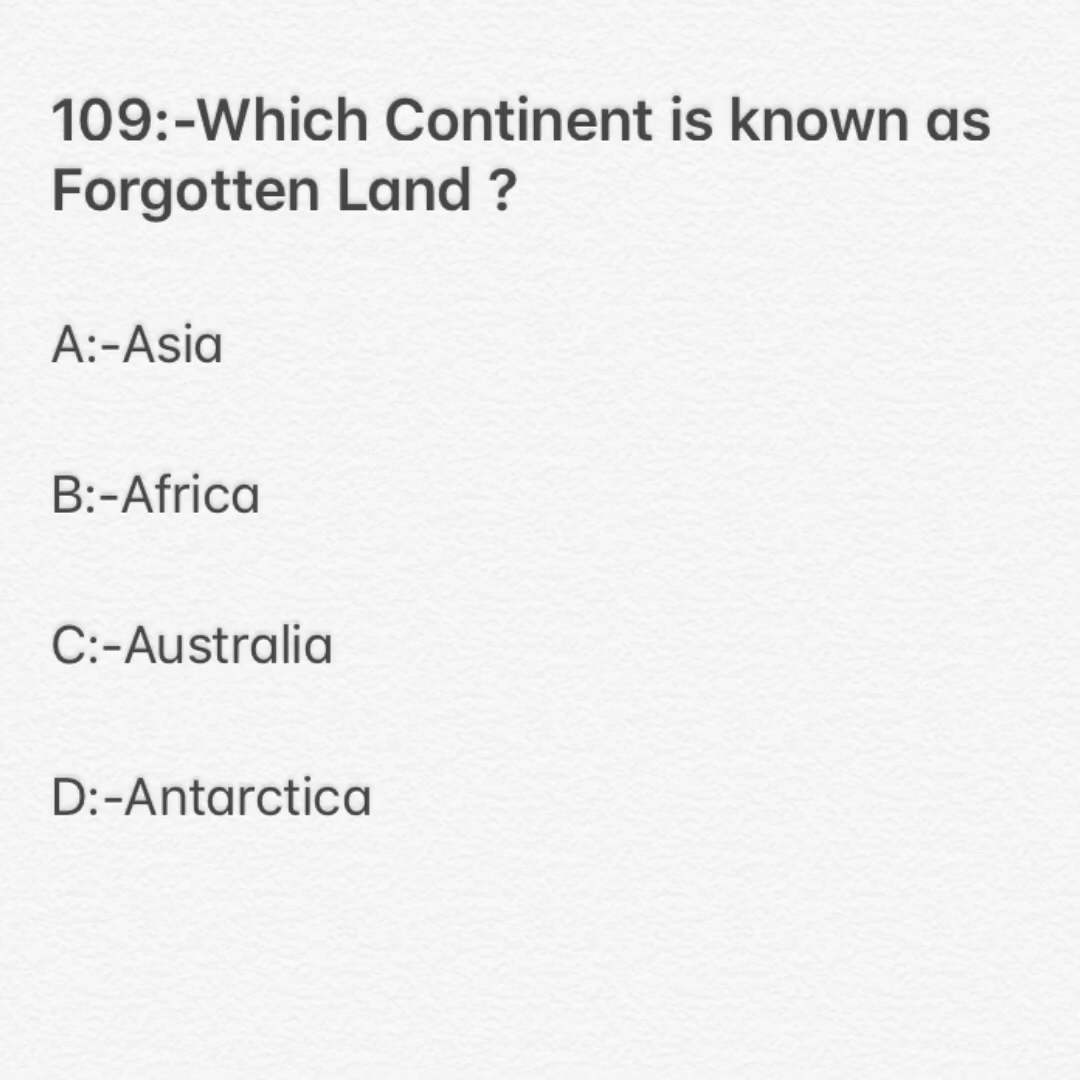 109:-Which Continent is known as
Forgotten Land ?
A:-Asia
B:-Africa
C:-Australia
D:-Antarctica